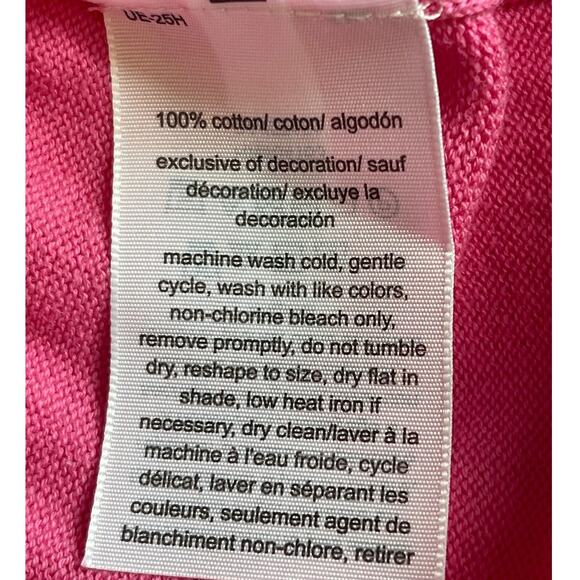 UE-25H
100% cotton/ coton/ algodón
exclusive of decoration/ sauf
décoration/ excluye la
decoración
machine wash cold, gentle
cycle, wash with like colors,
non-chlorine bleach only,
remove promptly, do not tumble
dry, reshape to size, dry flat in
shade, low heat iron if
necessary, dry clean/laver à la
machine à l'eau froide, cycle
délicat, laver en séparant les
couleurs, seulement agent de
blanchiment non-chlore, retirer